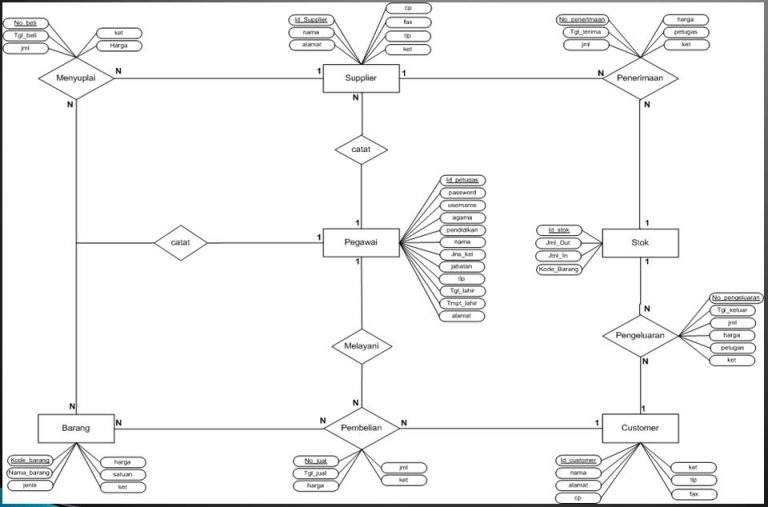 No_beli
Tgl_beli
jml
ket
Harga
Menyuplai
N
N
Id_Supplier
nama
alamat
cp
fax
tlp
ket
1
Supplier
1
N
No_penerimaan
Tgl_terima
jml
harga
petugas
ket
N
Penerimaan
N
catat
1
Id_petugas
password
username
agama
pendidikan
nama
Jns_kel
jabatan
tlp
Tgl_lahir
Tmpt_lahir
alamat
catat
1
Pegawai
1
Id_stok
Jml_Out
Jml_In
Kode_Barang
1
Stok
1
No_pengeluaran
Tgl_keluar
jml
harga
petugas
ket
N
Pengeluaran
N
Melayani
N
N
Barang
N
N
Pembelian
N
1
1
Customer
Kode_barang
Nama_barang
jenis
harga
satuan
ket
No_jual
Tgl_jual
harga
jml
ket
Id_customer
nama
alamat
cp
ket
tlp
fax